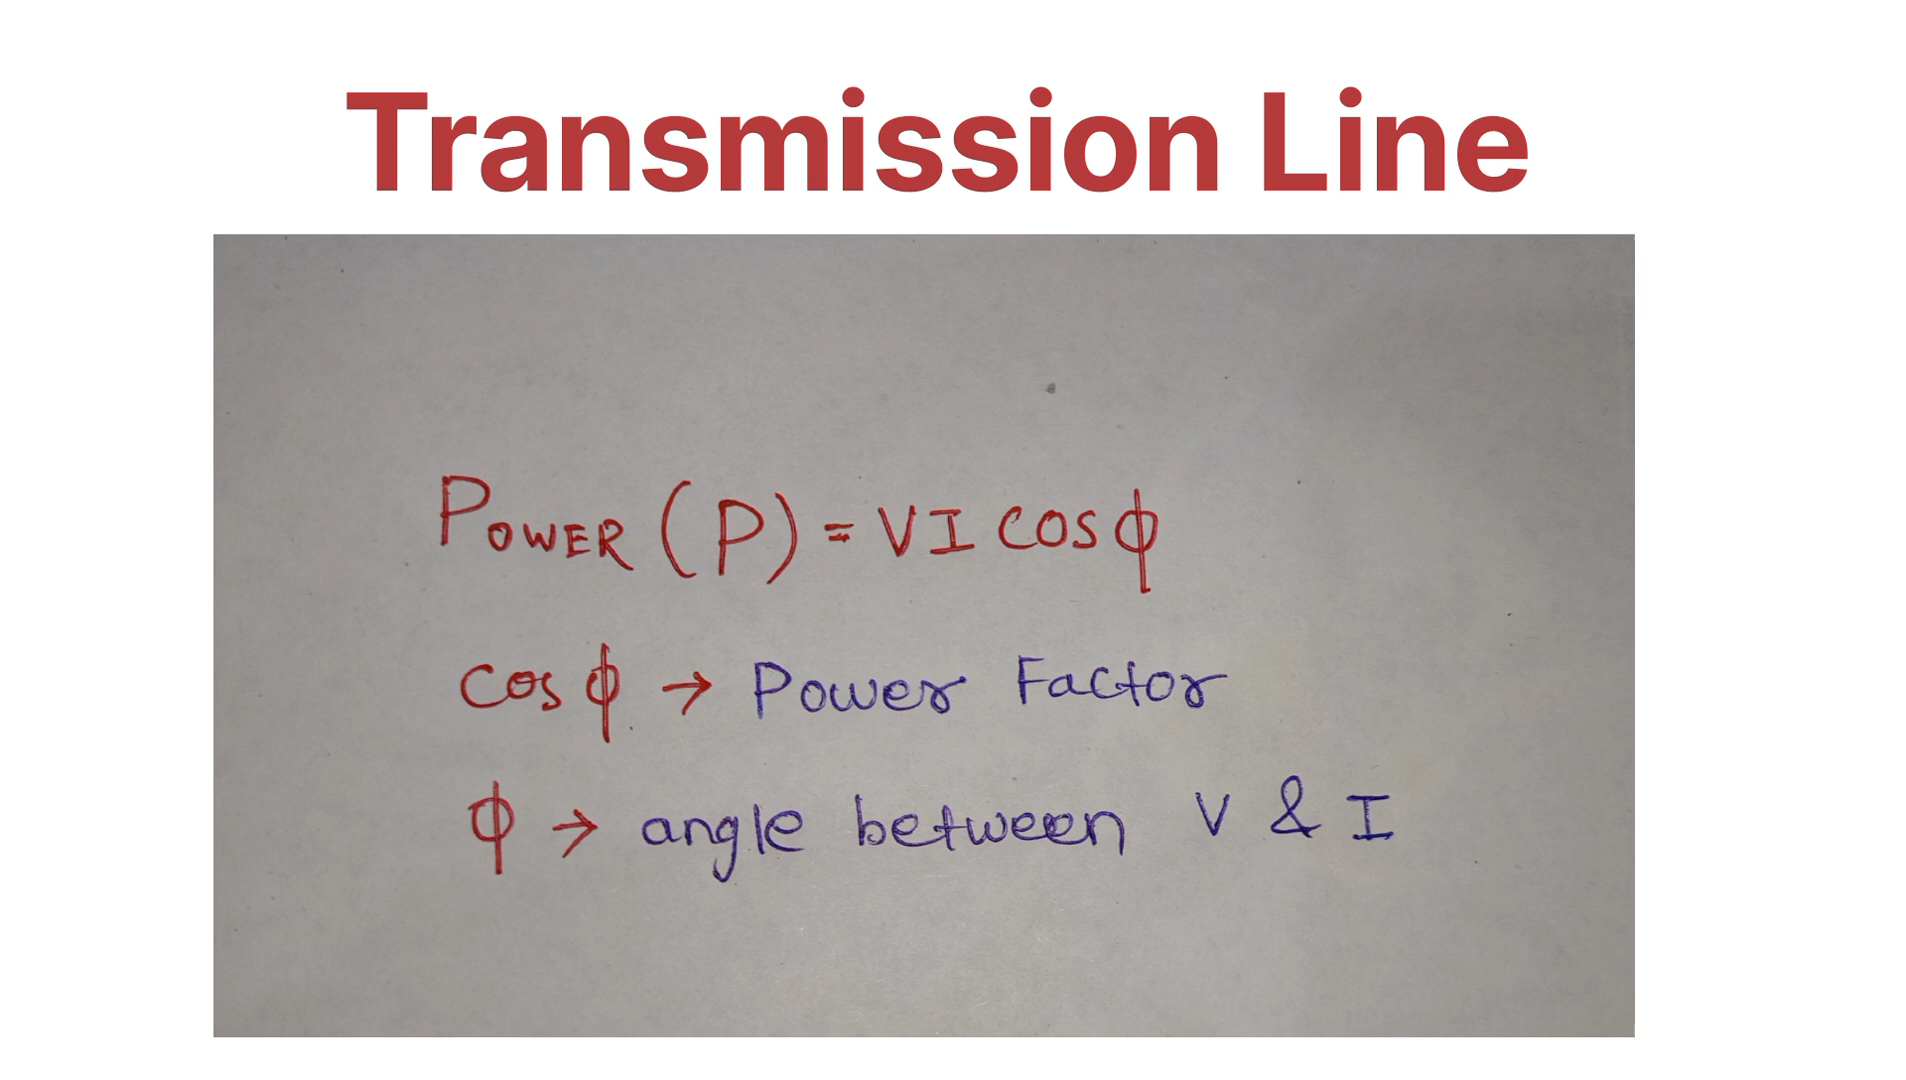 Transmission Line
POWER (P) = VI COS ϕ
Cos ϕ → Power Factor
ϕ → angle between V & I